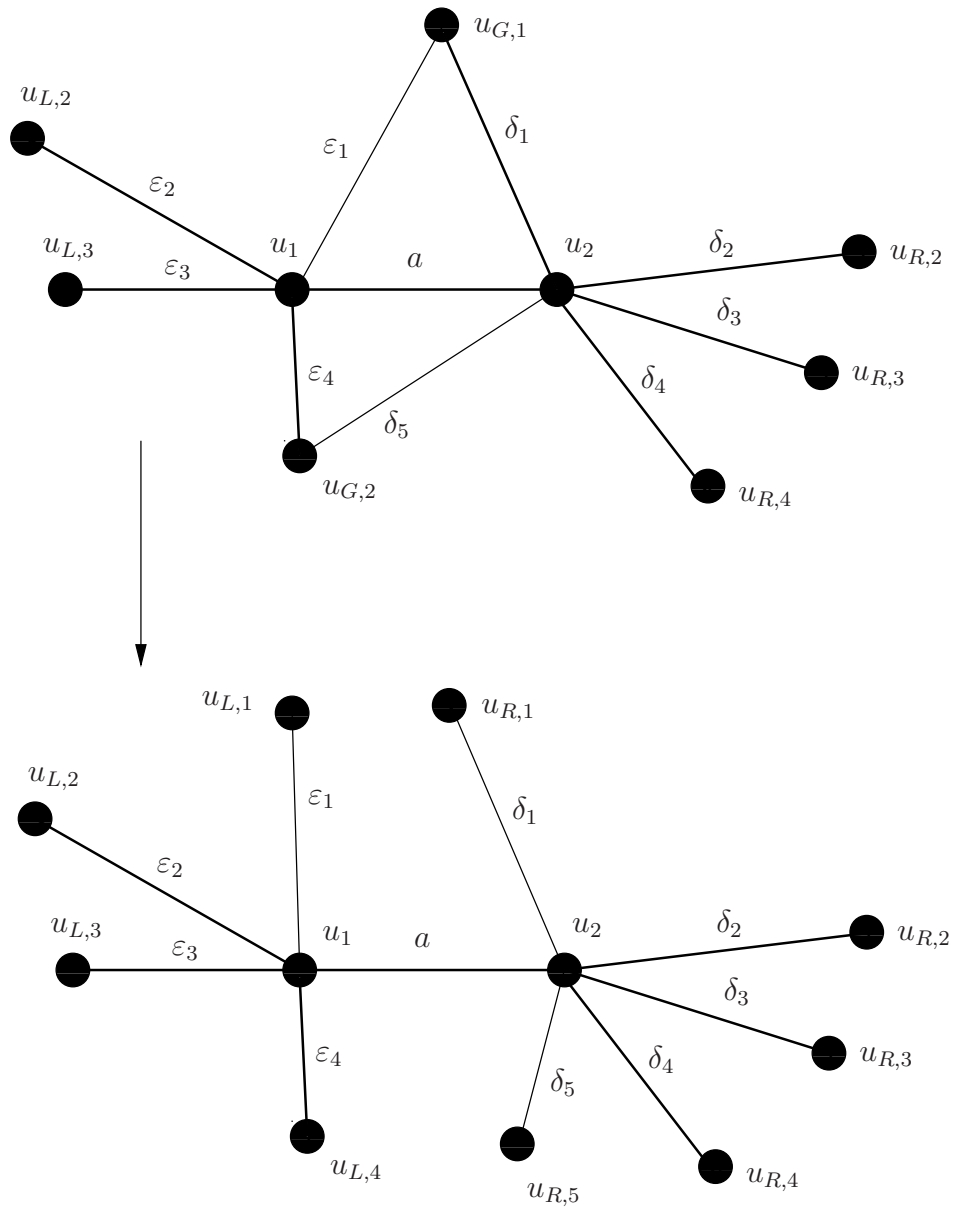 u_{G,1}
u_{L,2}
δ_1
ε_1
ε_2
u_{L,3}
u_1
u_2
δ_2
u_{R,2}
ε_3
a
δ_3
ε_4
δ_4
u_{R,3}
δ_5
u_{G,2}
u_{R,4}
u_{L,1}
u_{R,1}
u_{L,2}
ε_1
δ_1
ε_2
u_{L,3}
u_1
u_2
δ_2
u_{R,2}
ε_3
a
δ_3
ε_4
δ_4
u_{R,3}
δ_5
u_{L,4}
u_{R,4}
u_{R,5}